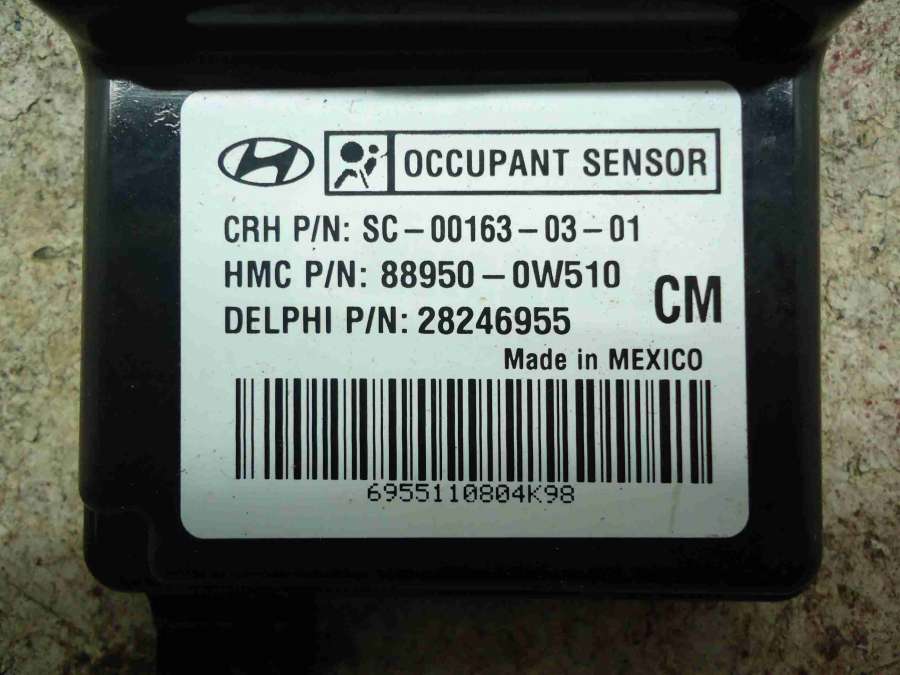 OCCUPANT SENSOR
CRH P/N: SC-00163-03-01
HMC P/N: 88950-0W510
CM
DELPHI P/N: 28246955
Made in MEXICO
6955110804K98